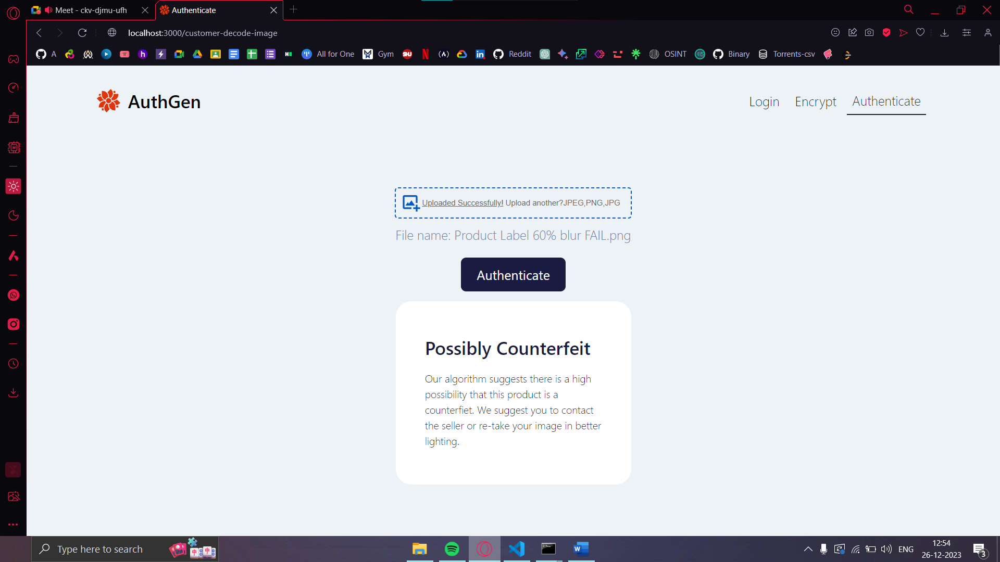 Meet - ckv-djmu-ufh
Authenticate
localhost:3000/customer-decode-image
A
All for One
Gym
Reddit
OSINT
Binary
Torrents-csv
AuthGen
Login
Encrypt
Authenticate
Uploaded Successfully! Upload another?JPEG,PNG,JPG
File name: Product Label 60% blur FAIL.png
Authenticate
Possibly Counterfeit
Our algorithm suggests there is a high
possibility that this product is a
counterfiet. We suggest you to contact
the seller or re-take your image in better
lighting.
Type here to search
ENG
12:54
26-12-2023
3